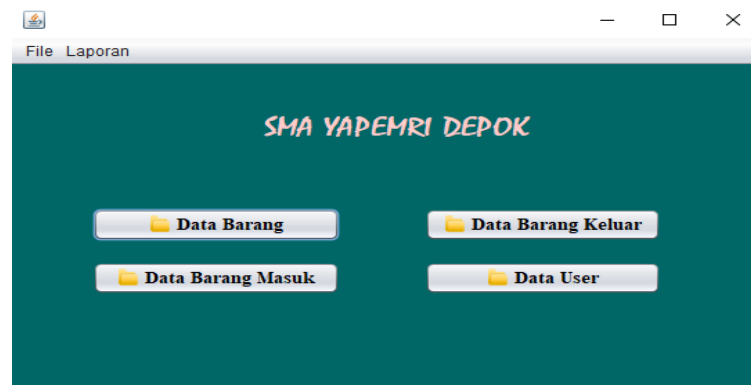 File Laporan
SMA YAPEMRI DEPOK
Data Barang
Data Barang Keluar
Data Barang Masuk
Data User